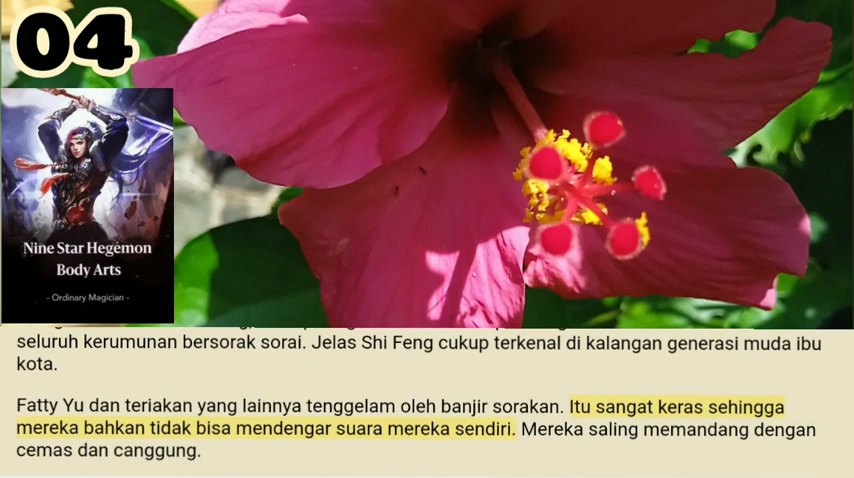 04
Nine Star Hegemon
Body Arts
- Ordinary Magician -
seluruh kerumunan bersorak sorai. Jelas Shi Feng cukup terkenal di kalangan generasi muda ibu
kota.
Fatty Yu dan teriakan yang lainnya tenggelam oleh banjir sorakan. Itu sangat keras sehingga
mereka bahkan tidak bisa mendengar suara mereka sendiri. Mereka saling memandang dengan
cemas dan canggung.